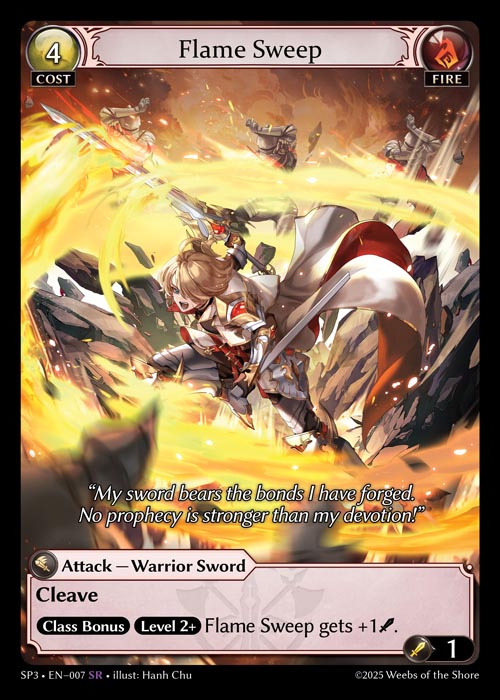 4
COST
Flame Sweep
FIRE
“My sword bears the bonds I have forged.
No prophecy is stronger than my devotion!”
Attack — Warrior Sword
Cleave
Class Bonus Level 2+ Flame Sweep gets +1.
1
SP3 • EN–007 SR • illust: Hanh Chu
©2025 Weebs of the Shore